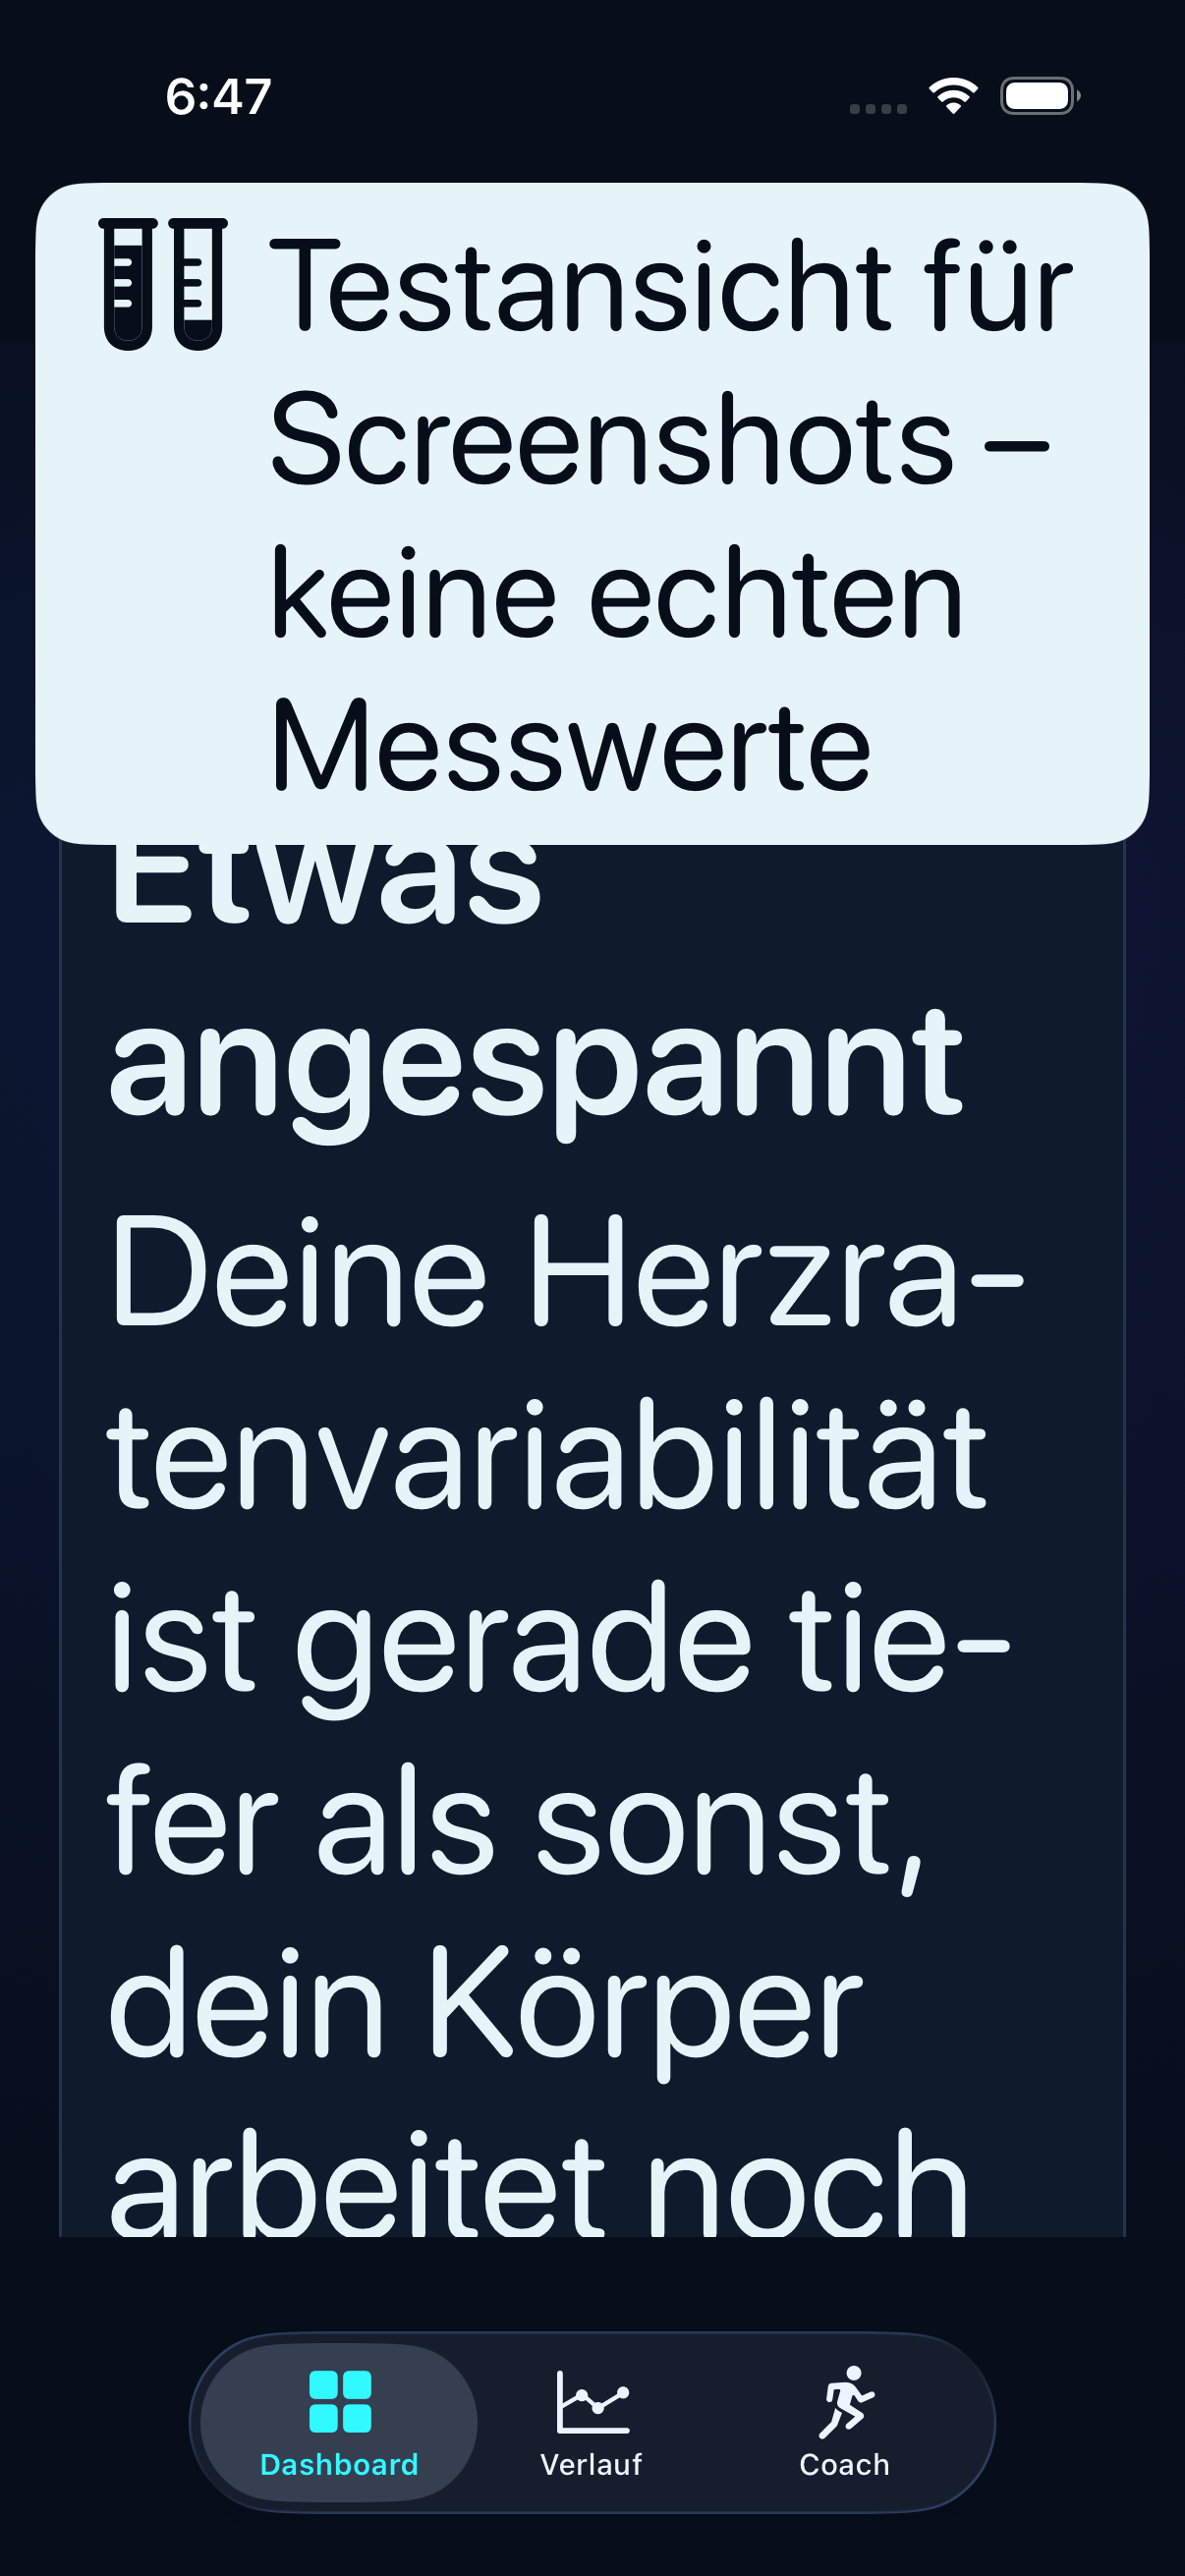 6:47
Testansicht für
Screenshots –
keine echten
Messwerte
Etwas
angespannt
Deine Herzra-
tenvariabilität
ist gerade tie-
fer als sonst,
dein Körper
arbeitet noch
Dashboard
Verlauf
Coach